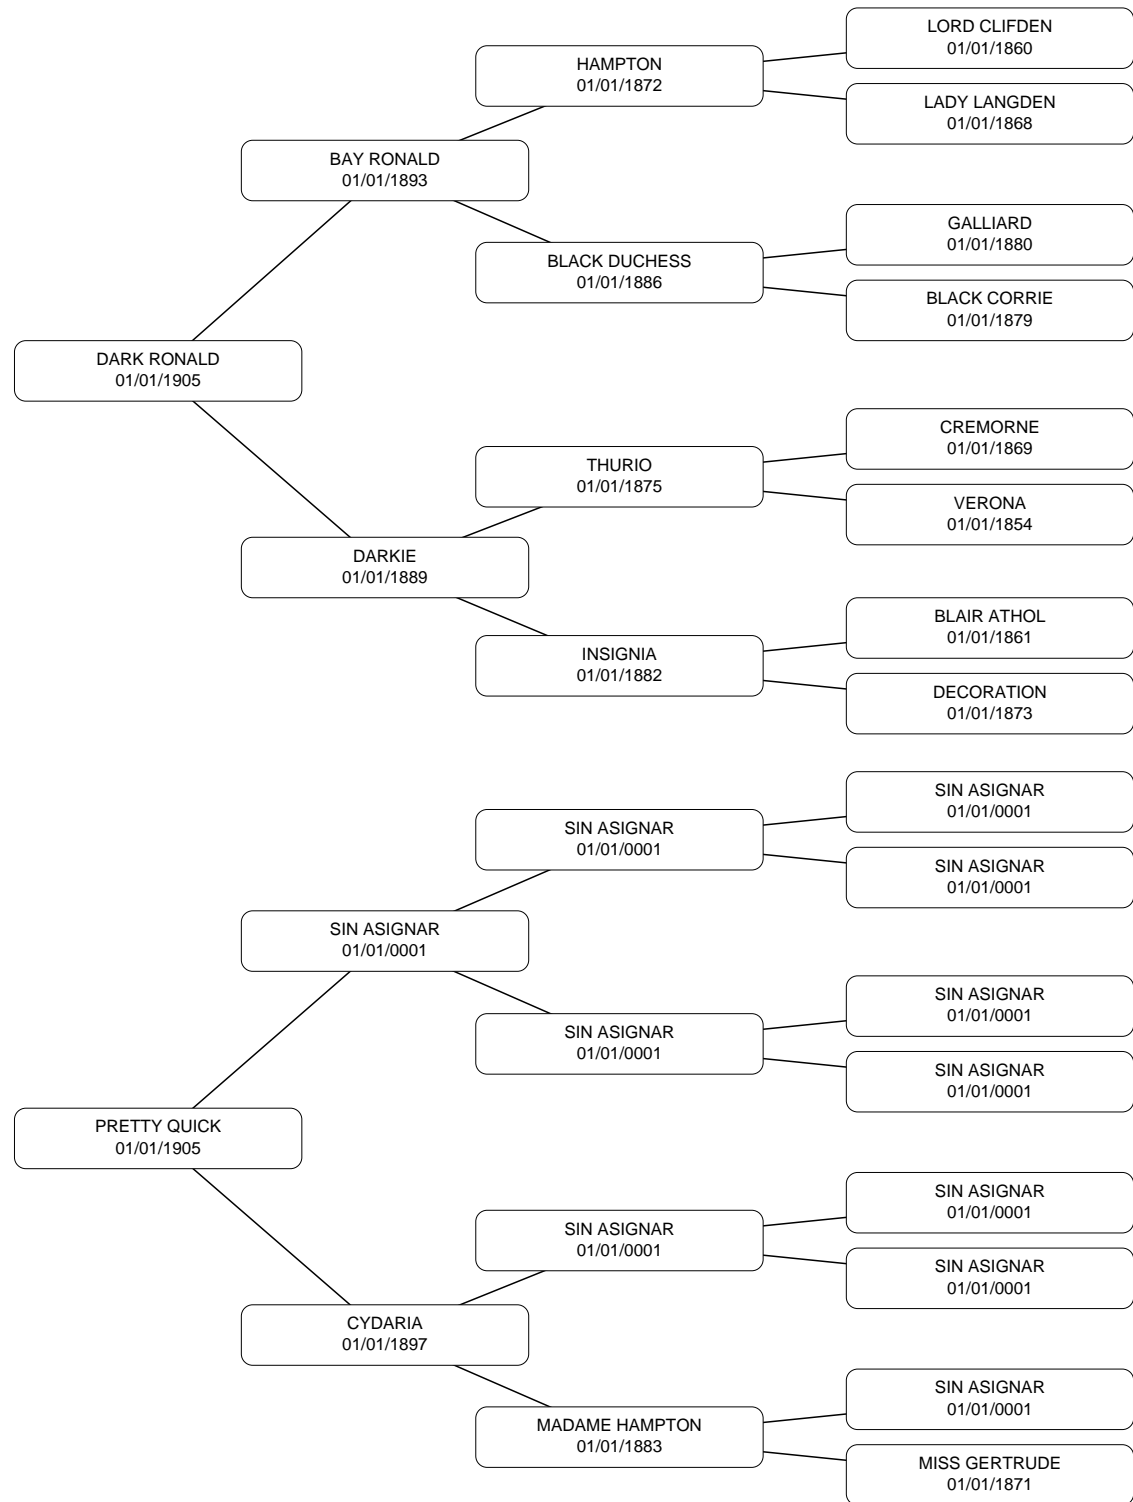 LORD CLIFDEN
01/01/1860
HAMPTON
01/01/1872
LADY LANGDEN
01/01/1868
BAY RONALD
01/01/1893
GALLIARD
01/01/1880
BLACK DUCHESS
01/01/1886
BLACK CORRIE
01/01/1879
DARK RONALD
01/01/1905
CREMORNE
01/01/1869
THURIO
01/01/1875
VERONA
01/01/1854
DARKIE
01/01/1889
BLAIR ATHOL
01/01/1861
INSIGNIA
01/01/1882
DECORATION
01/01/1873
SIN ASIGNAR
01/01/0001
SIN ASIGNAR
01/01/0001
SIN ASIGNAR
01/01/0001
SIN ASIGNAR
01/01/0001
SIN ASIGNAR
01/01/0001
SIN ASIGNAR
01/01/0001
SIN ASIGNAR
01/01/0001
PRETTY QUICK
01/01/1905
SIN ASIGNAR
01/01/0001
SIN ASIGNAR
01/01/0001
SIN ASIGNAR
01/01/0001
CYDARIA
01/01/1897
SIN ASIGNAR
01/01/0001
MADAME HAMPTON
01/01/1883
MISS GERTRUDE
01/01/1871